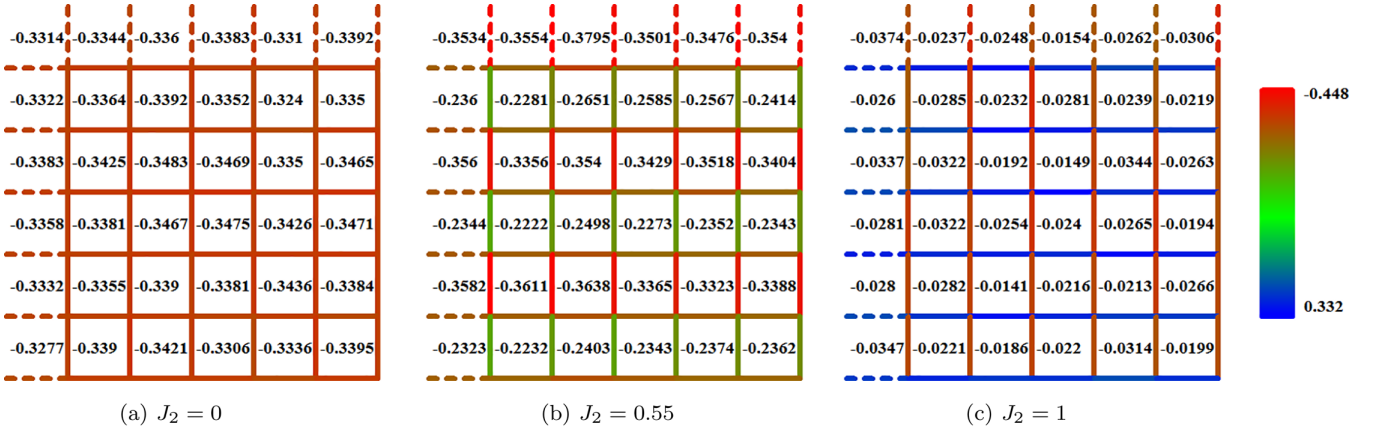 -0.3314 -0.3344 -0.336 -0.3383 -0.331 -0.3392
-0.3322 -0.3364 -0.3392 -0.3352 -0.324 -0.335
-0.3383 -0.3425 -0.3483 -0.3469 -0.335 -0.3465
-0.3358 -0.3381 -0.3467 -0.3475 -0.3426 -0.3471
-0.3332 -0.3355 -0.339 -0.3381 -0.3436 -0.3384
-0.3277 -0.339 -0.3421 -0.3306 -0.3336 -0.3395
(a) J₂ = 0
-0.3534 -0.3554 -0.3795 -0.3501 -0.3476 -0.354
-0.236 -0.2281 -0.2651 -0.2585 -0.2567 -0.2414
-0.356 -0.3356 -0.354 -0.3429 -0.3518 -0.3404
-0.2344 -0.2222 -0.2498 -0.2273 -0.2352 -0.2343
-0.3582 -0.3611 -0.3638 -0.3365 -0.3323 -0.3388
-0.2323 -0.2232 -0.2403 -0.2343 -0.2374 -0.2362
(b) J₂ = 0.55
-0.0374 -0.0237 -0.0248 -0.0154 -0.0262 -0.0306
-0.026 -0.0285 -0.0232 -0.0281 -0.0239 -0.0219
-0.0337 -0.0322 -0.0192 -0.0149 -0.0344 -0.0263
-0.0281 -0.0322 -0.0254 -0.024 -0.0265 -0.0194
-0.028 -0.0282 -0.0141 -0.0216 -0.0213 -0.0266
-0.0347 -0.0221 -0.0186 -0.022 -0.0314 -0.0199
(c) J₂ = 1
-0.448
0.332